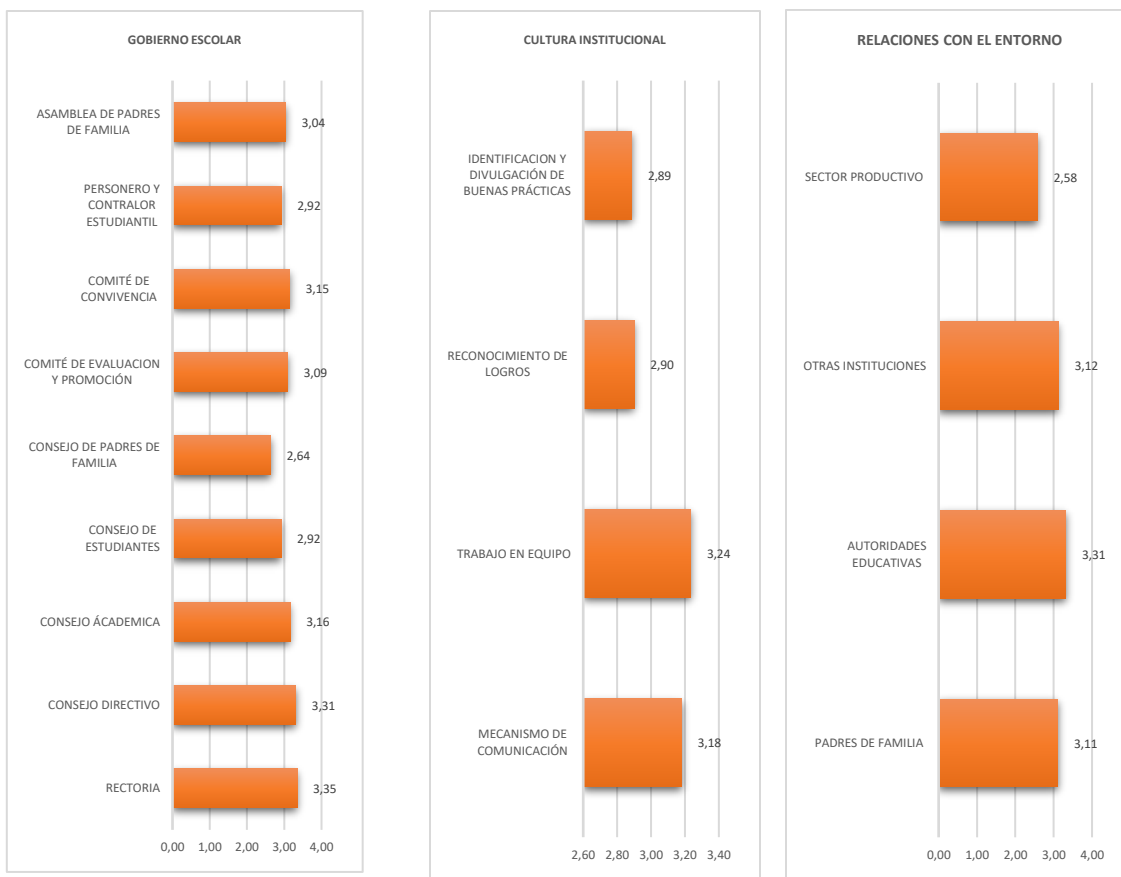 GOBIERNO ESCOLAR
ASAMBLEA DE PADRES
DE FAMILIA
3,04
PERSONERO Y
CONTRALOR
ESTUDIANTIL
2,92
COMITÉ DE
CONVIVENCIA
3,15
COMITÉ DE EVALUACION
Y PROMOCIÓN
3,09
CONSEJO DE PADRES DE
FAMILIA
2,64
CONSEJO DE
ESTUDIANTES
2,92
CONSEJO ÁCADEMICA
3,16
CONSEJO DIRECTIVO
3,31
RECTORIA
3,35
0,00 1,00 2,00 3,00 4,00
CULTURA INSTITUCIONAL
IDENTIFICACION Y
DIVULGACIÓN DE
BUENAS PRÁCTICAS
2,89
RECONOCIMIENTO DE
LOGROS
2,90
TRABAJO EN EQUIPO
3,24
MECANISMO DE
COMUNICACIÓN
3,18
2,60 2,80 3,00 3,20 3,40
RELACIONES CON EL ENTORNO
SECTOR PRODUCTIVO
2,58
OTRAS INSTITUCIONES
3,12
AUTORIDADES
EDUCATIVAS
3,31
PADRES DE FAMILIA
3,11
0,00 1,00 2,00 3,00 4,00